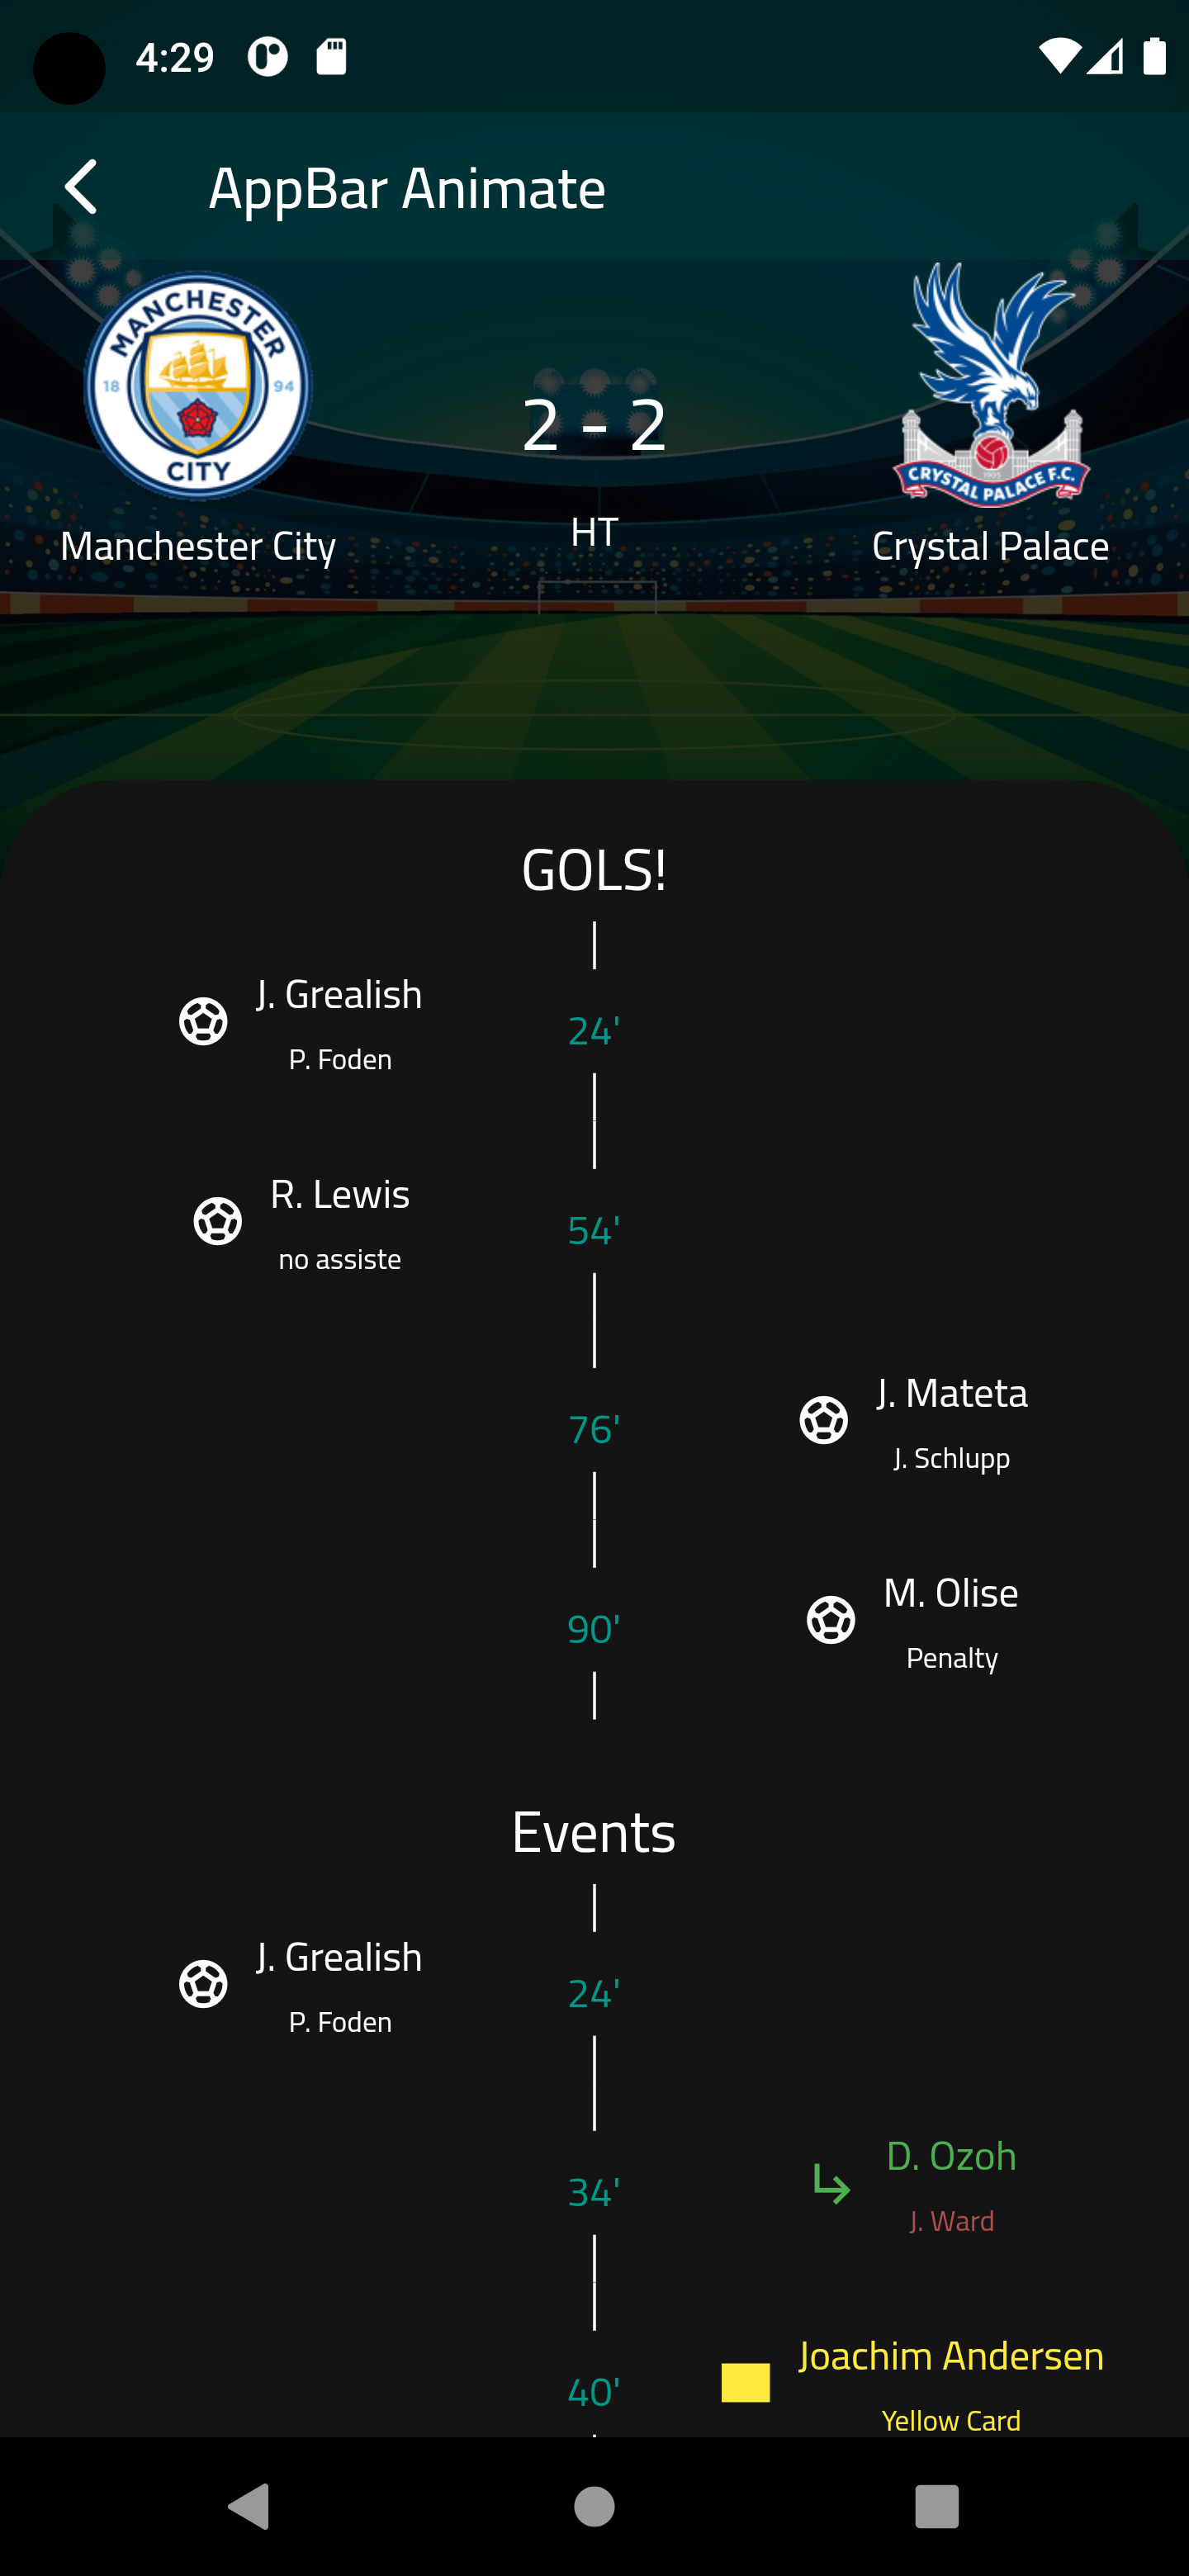 4:29
AppBar Animate
MANCHESTER
18 94
CITY
CRYSTAL PALACE F.C.
2 - 2
HT
Manchester City
Crystal Palace
GOLS!
J. Grealish
24'
P. Foden
R. Lewis
54'
no assiste
J. Mateta
76'
J. Schlupp
M. Olise
90'
Penalty
Events
J. Grealish
24'
P. Foden
D. Ozoh
34'
J. Ward
Joachim Andersen
40'
Yellow Card